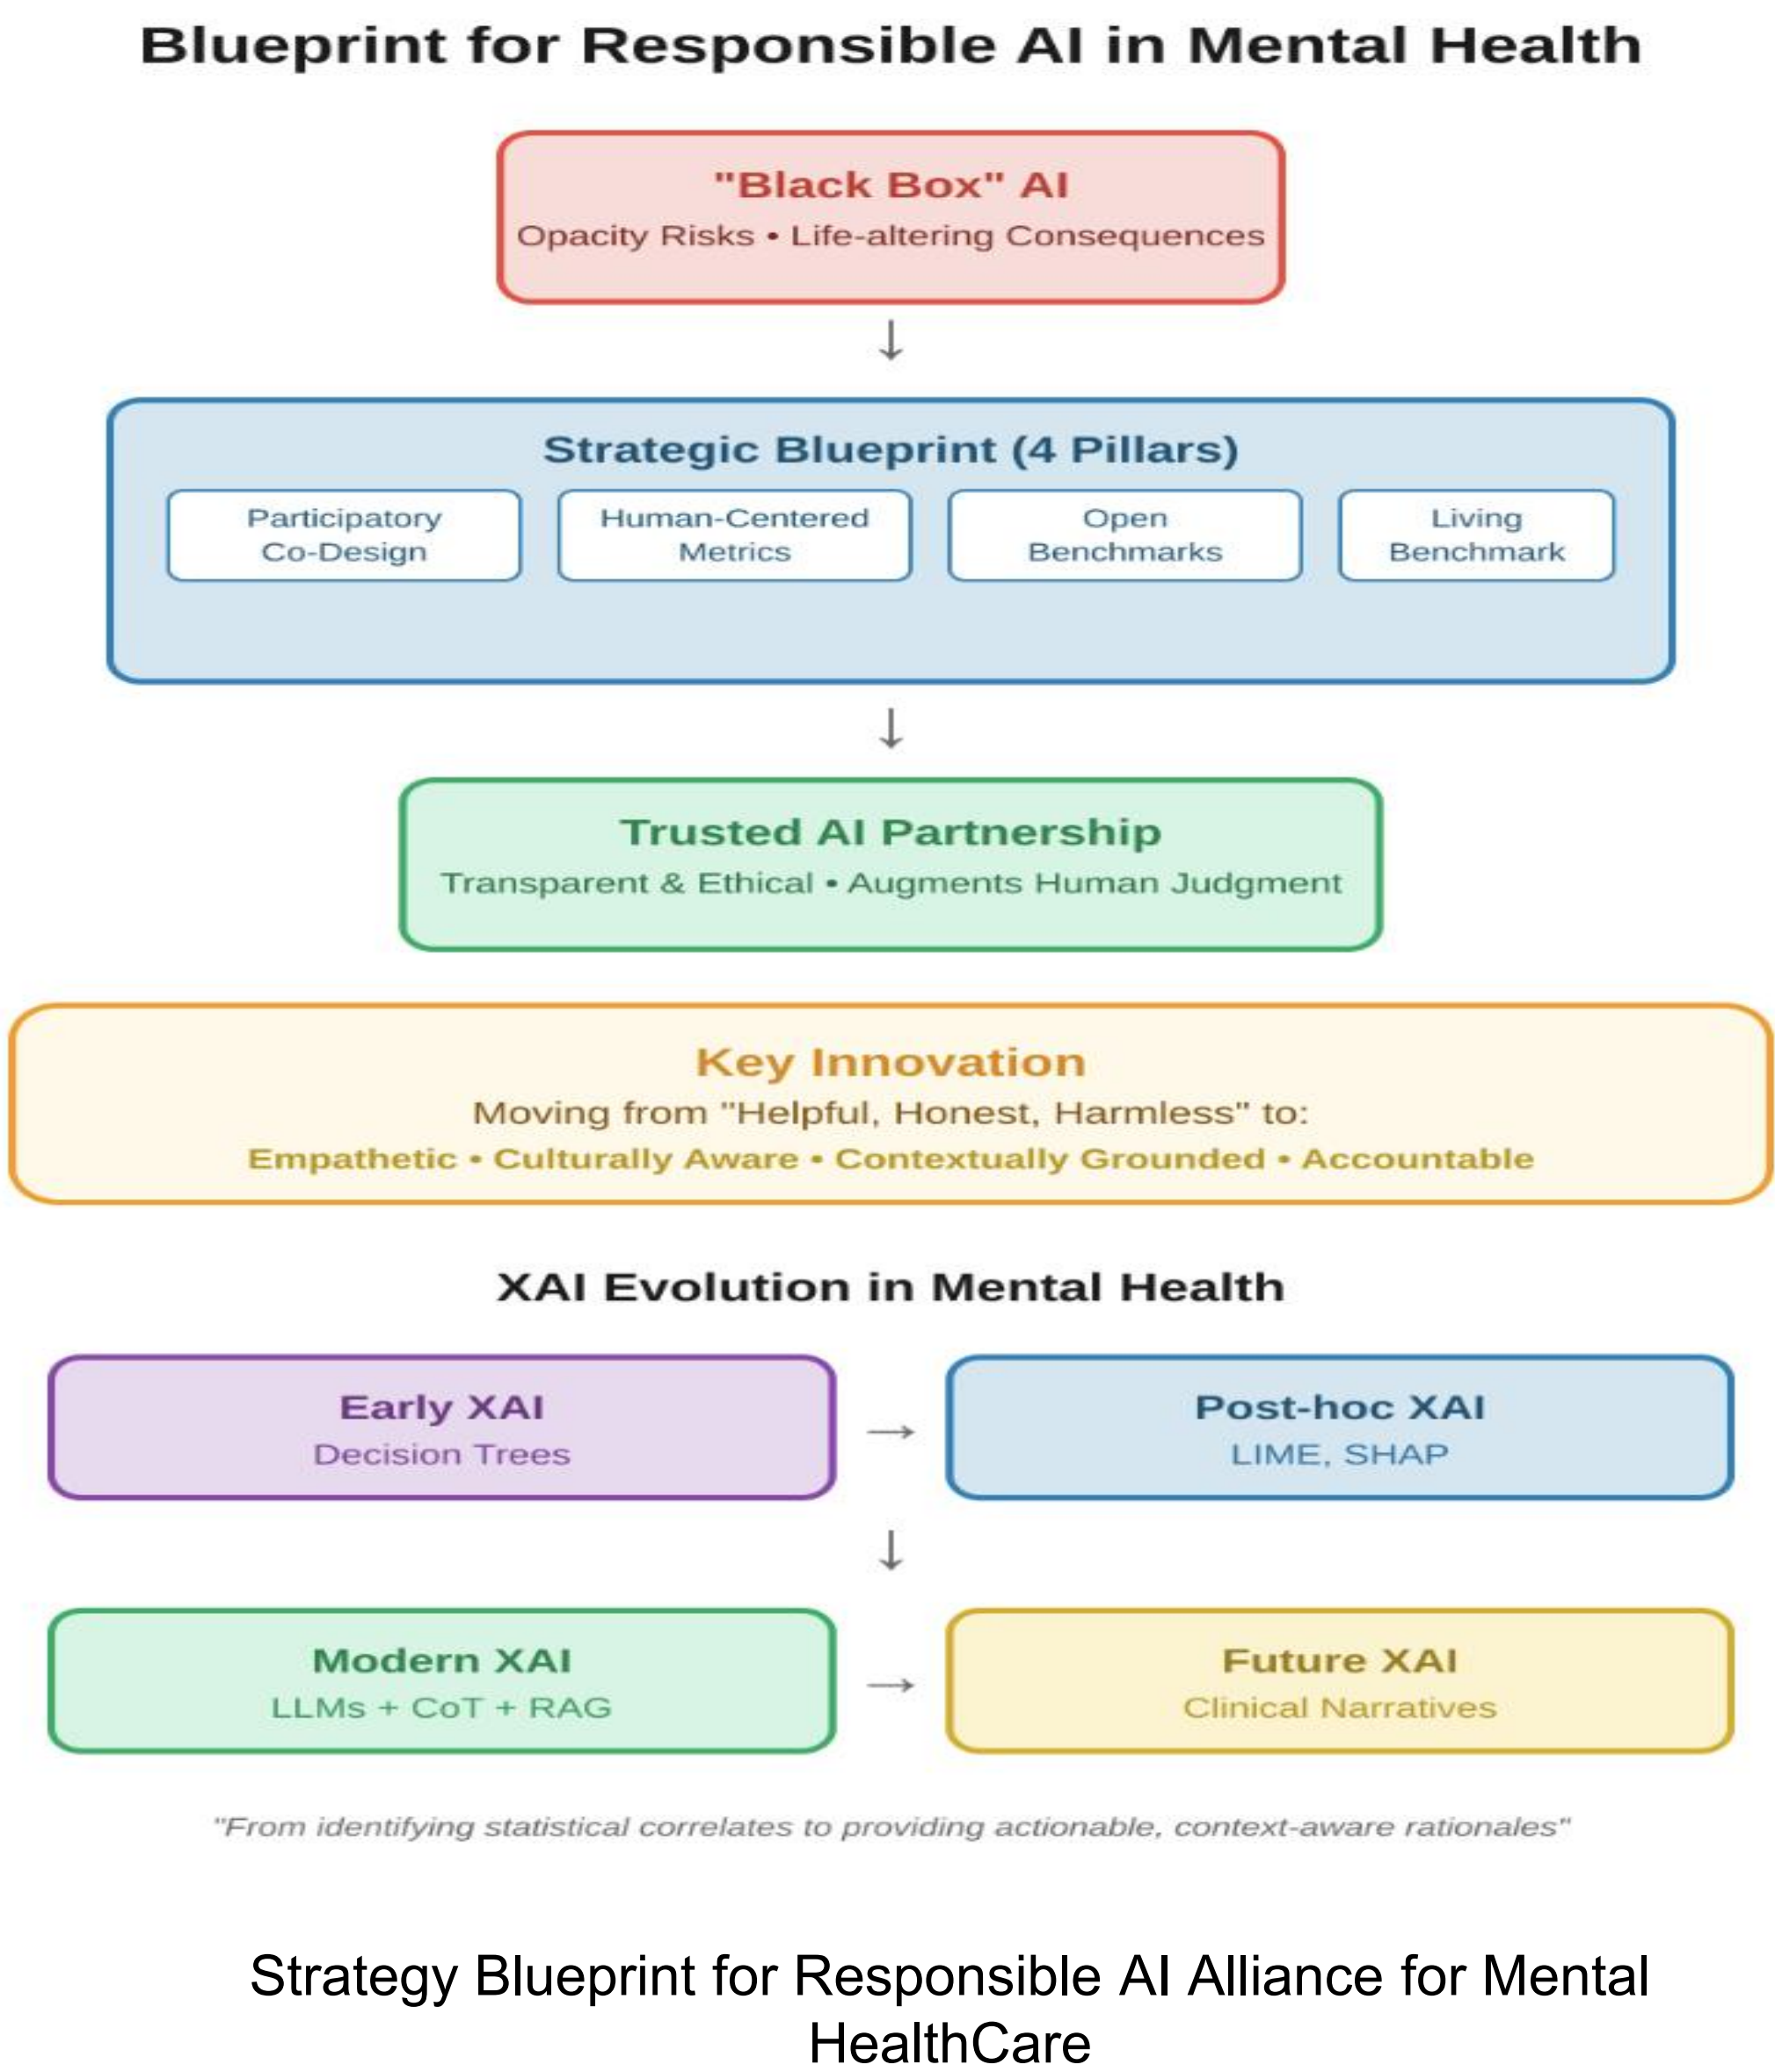 Blueprint for Responsible AI in Mental Health
"Black Box" AI
Opacity Risks • Life-altering Consequences
↓
Strategic Blueprint (4 Pillars)
Participatory
Co-Design
Human-Centered
Metrics
Open
Benchmarks
Living
Benchmark
↓
Trusted AI Partnership
Transparent & Ethical • Augments Human Judgment
Key Innovation
Moving from "Helpful, Honest, Harmless" to:
Empathetic • Culturally Aware • Contextually Grounded • Accountable
XAI Evolution in Mental Health
Early XAI
Decision Trees
→
Post-hoc XAI
LIME, SHAP
↓
Modern XAI
LLMs + CoT + RAG
→
Future XAI
Clinical Narratives
"From identifying statistical correlates to providing actionable, context-aware rationales"
Strategy Blueprint for Responsible AI Alliance for Mental
HealthCare